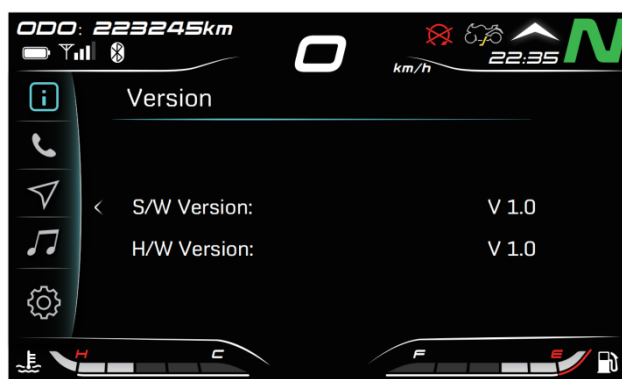 ODO: 223245km
0 km/h
22:35 N
Version
S/W Version: V 1.0
H/W Version: V 1.0
H C
F E